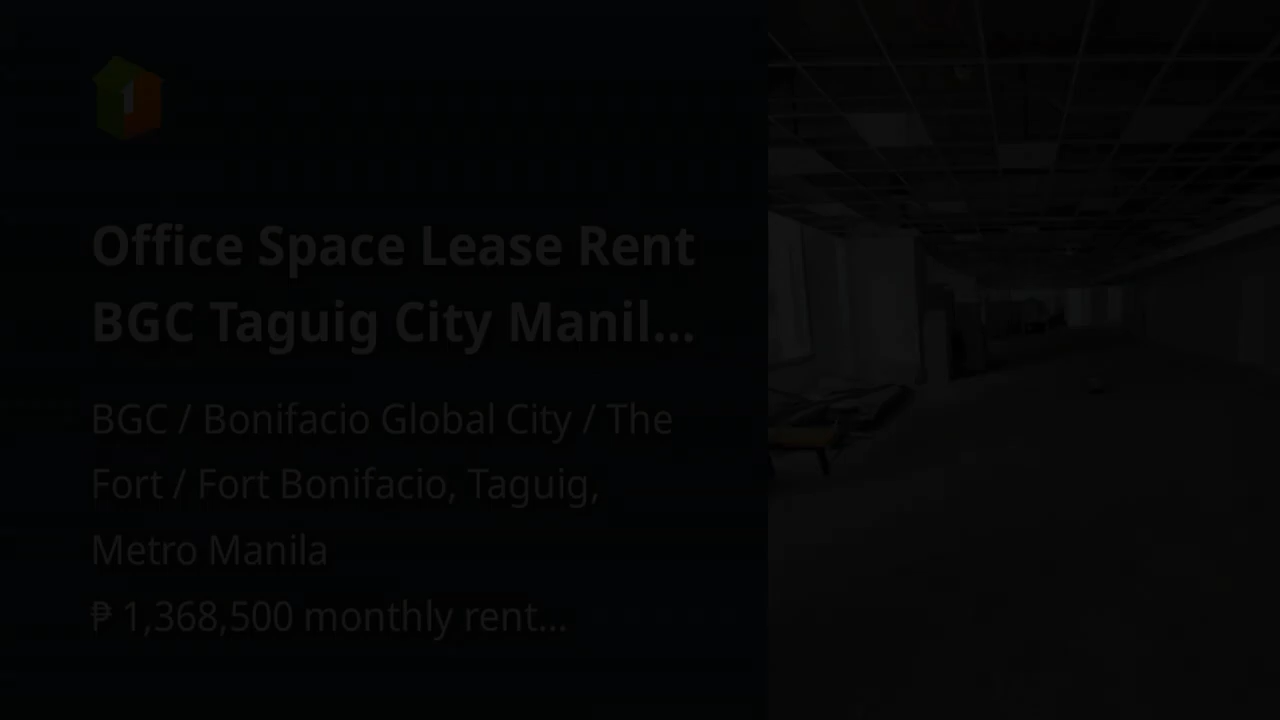 1
Office Space Lease Rent
BGC Taguig City Manil...
BGC / Bonifacio Global City / The
Fort / Fort Bonifacio, Taguig,
Metro Manila
₱ 1,368,500 monthly rent...